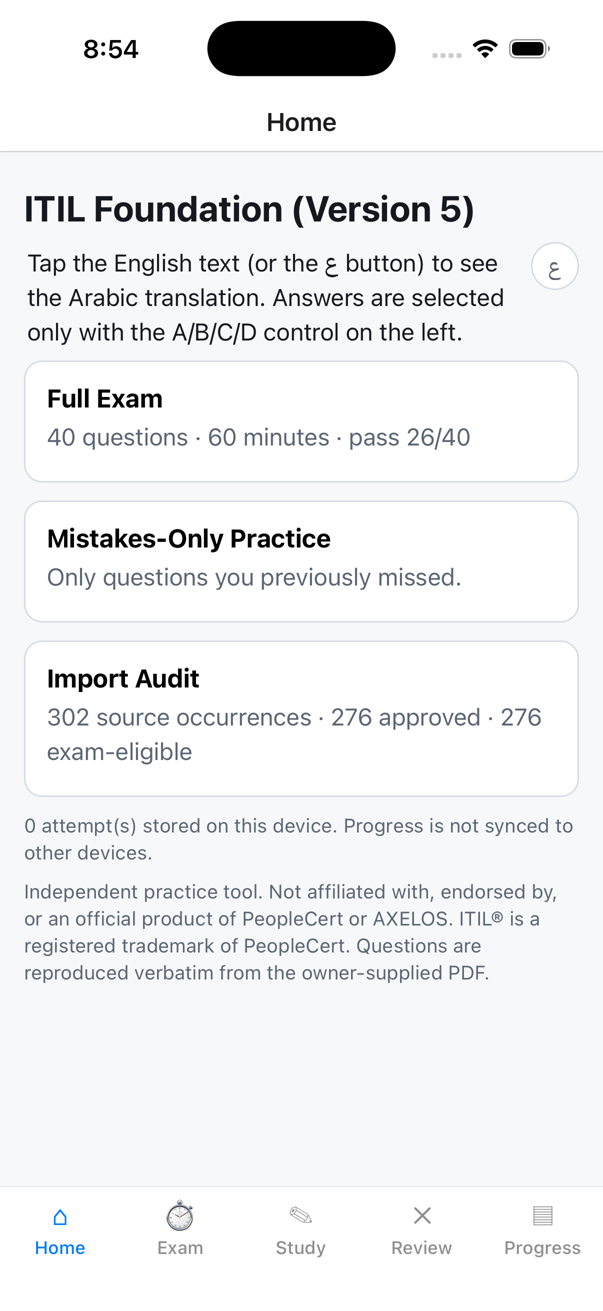 8:54
Home
ITIL Foundation (Version 5)
Tap the English text (or the ع button) to see
the Arabic translation. Answers are selected
only with the A/B/C/D control on the left.
ع
Full Exam
40 questions · 60 minutes · pass 26/40
Mistakes-Only Practice
Only questions you previously missed.
Import Audit
302 source occurrences · 276 approved · 276
exam-eligible
0 attempt(s) stored on this device. Progress is not synced to
other devices.
Independent practice tool. Not affiliated with, endorsed by,
or an official product of PeopleCert or AXELOS. ITIL® is a
registered trademark of PeopleCert. Questions are
reproduced verbatim from the owner-supplied PDF.
Home
Exam
Study
Review
Progress